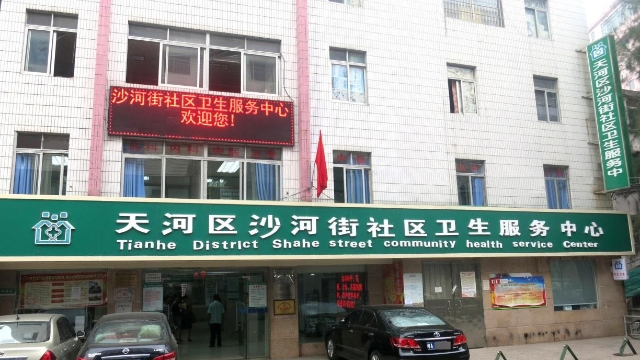 沙河街社区卫生服务中心
欢迎您!
天河区沙河街社区卫生服务中
天河区沙河街社区卫生服务中心
Tianhe District Shahe street community health service Center